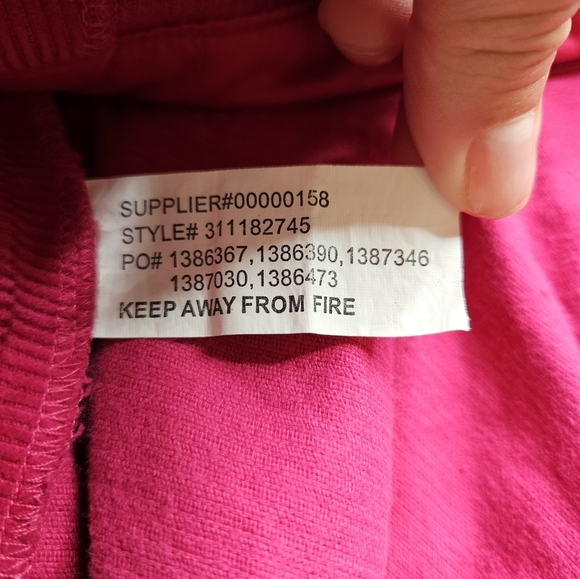 SUPPLIER#00000158
STYLE# 311182745
PO# 1386367,1386390,1387346
1387030,1386473
KEEP AWAY FROM FIRE